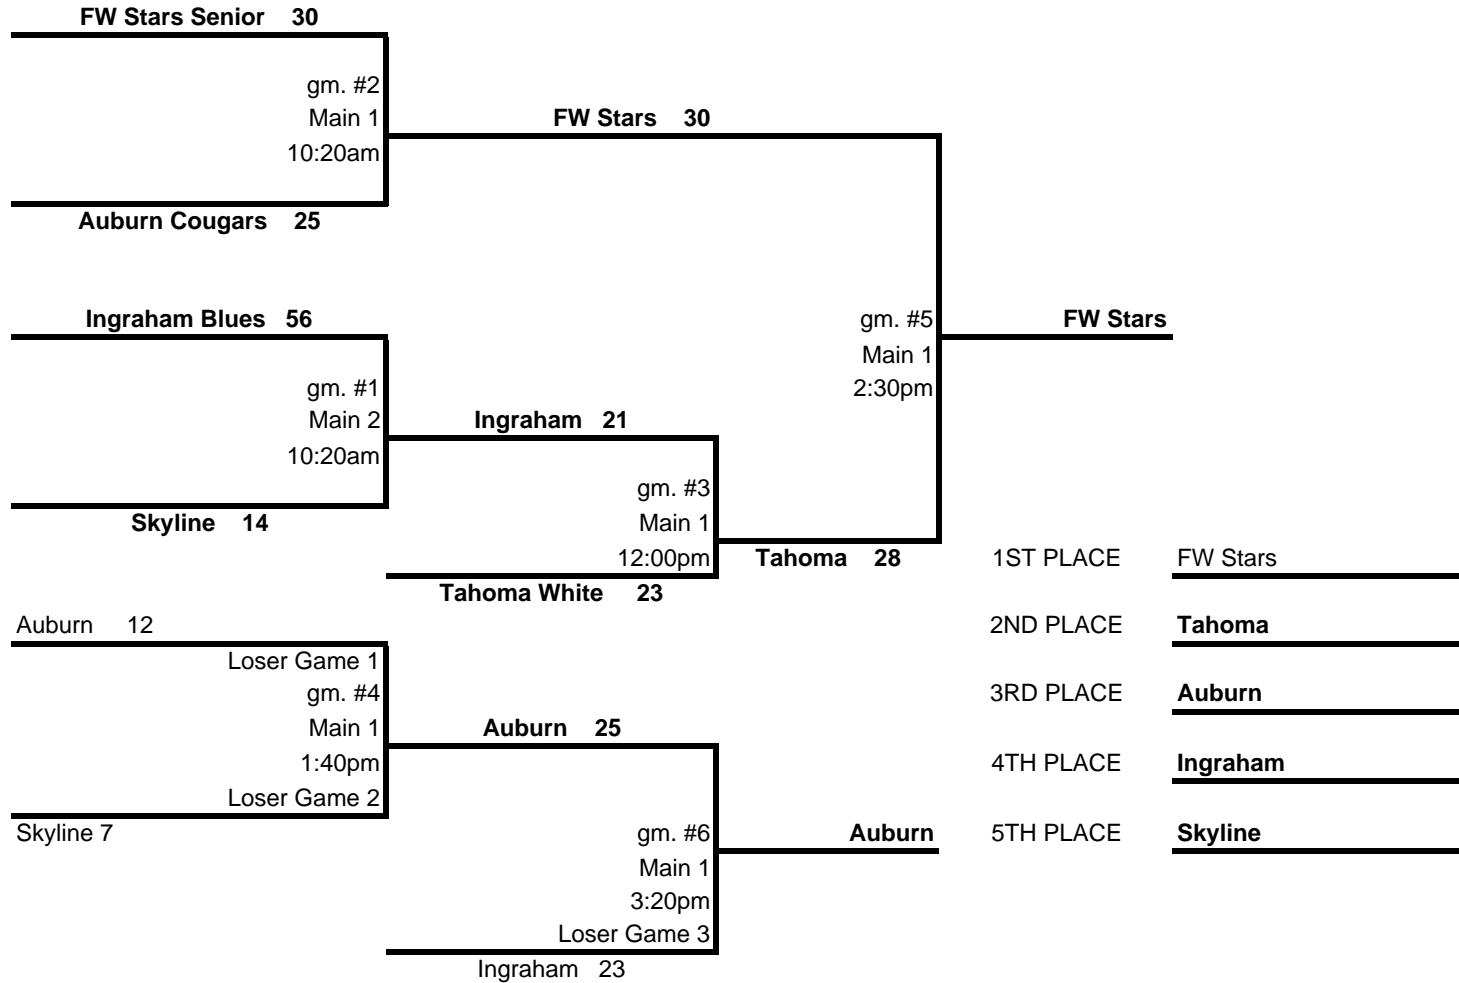 FW Stars Senior 30
gm. #2
Main 1
10:20am
Auburn Cougars 25
FW Stars 30
Ingraham Blues 56
gm. #1
Main 2
10:20am
Skyline 14
Ingraham 21
gm. #3
Main 1
12:00pm
Tahoma White 23
Tahoma 28
gm. #5
Main 1
2:30pm
FW Stars
Auburn 12
Loser Game 1
gm. #4
Main 1
1:40pm
Loser Game 2
Skyline 7
Auburn 25
gm. #6
Main 1
3:20pm
Loser Game 3
Ingraham 23
Auburn
1ST PLACE FW Stars
2ND PLACE Tahoma
3RD PLACE Auburn
4TH PLACE Ingraham
5TH PLACE Skyline